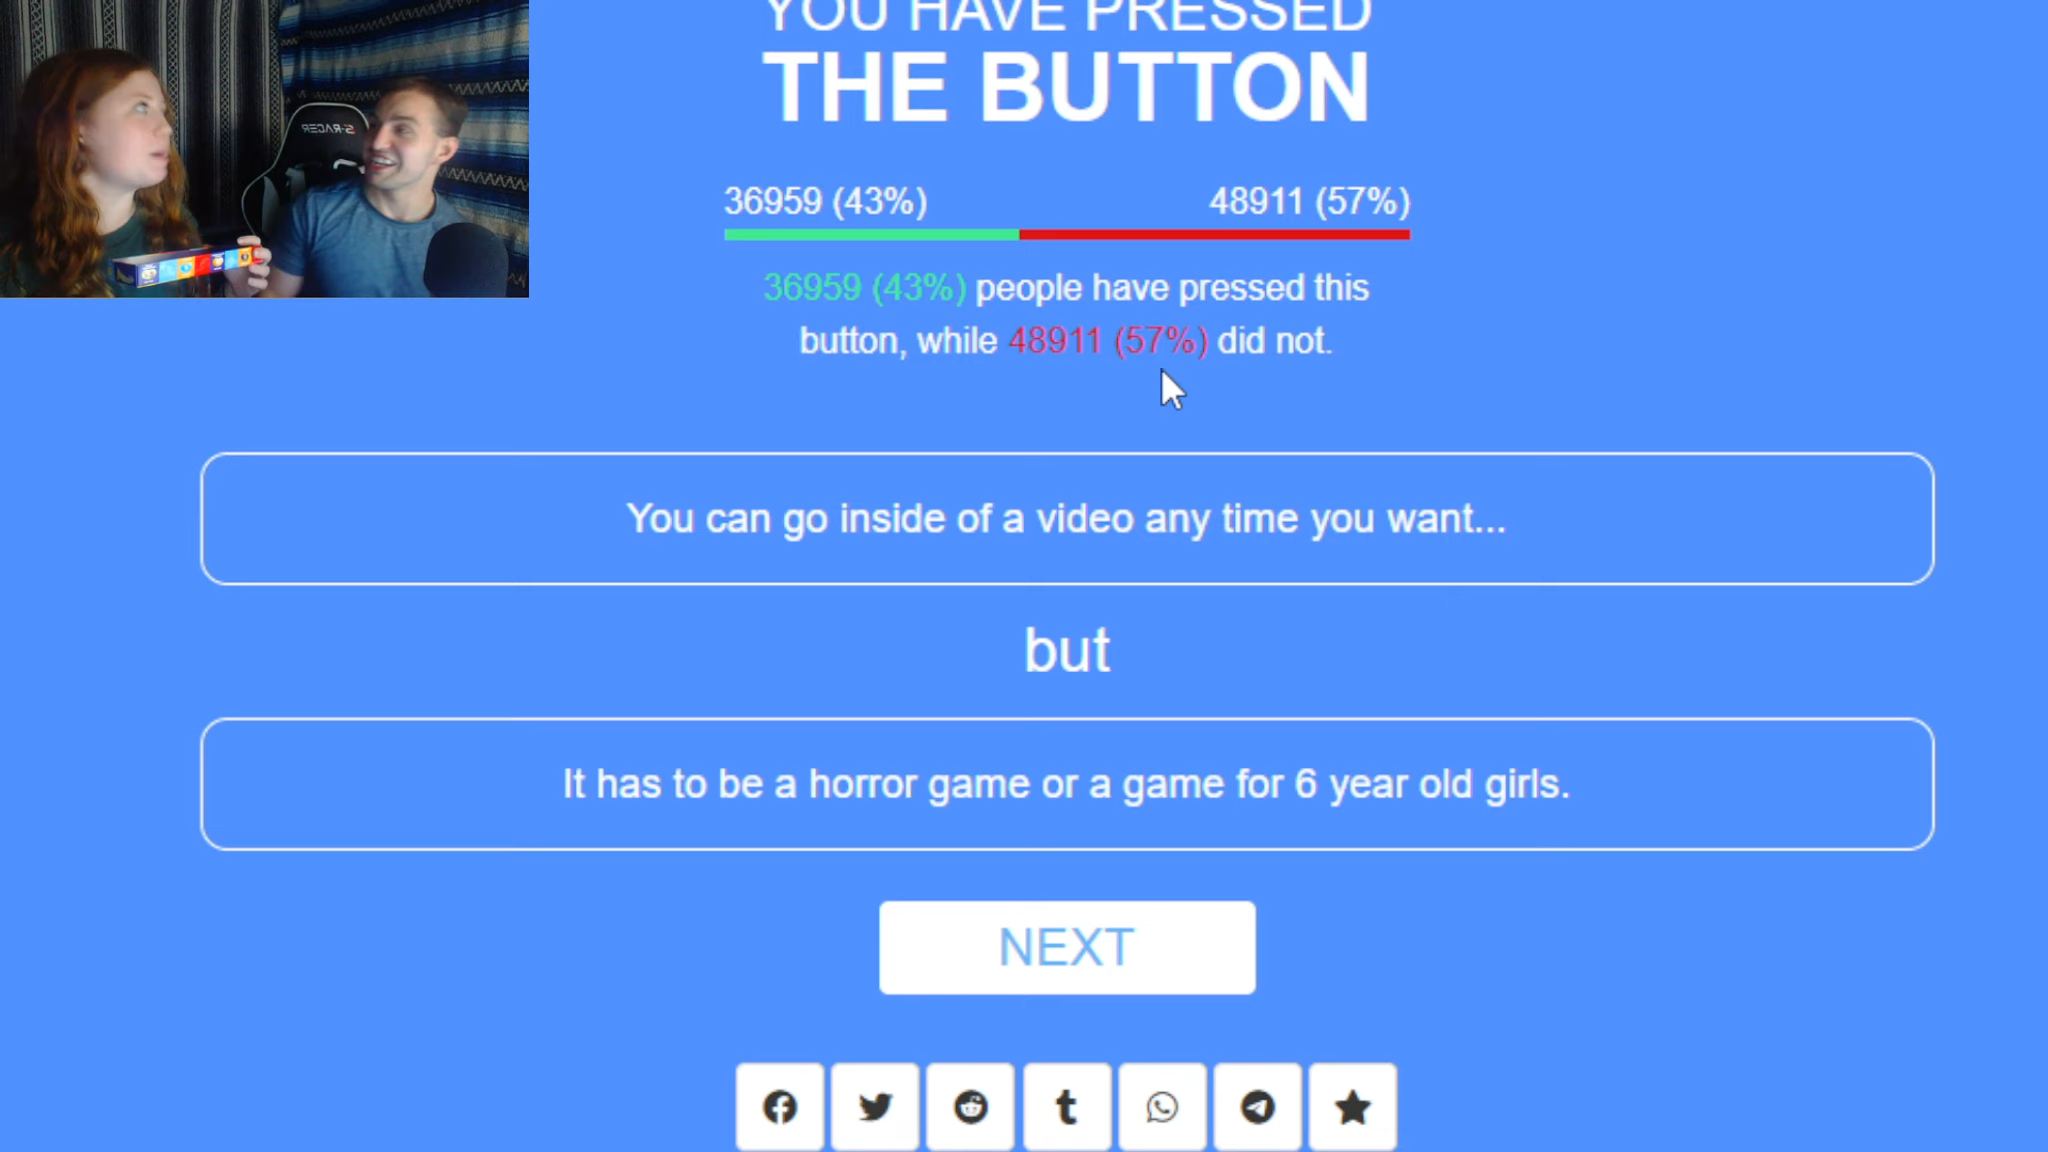 YOU HAVE PRESSED
THE BUTTON
36959 (43%) 48911 (57%)
36959 (43%) people have pressed this
button, while 48911 (57%) did not.
You can go inside of a video any time you want...
but
It has to be a horror game or a game for 6 year old girls.
NEXT